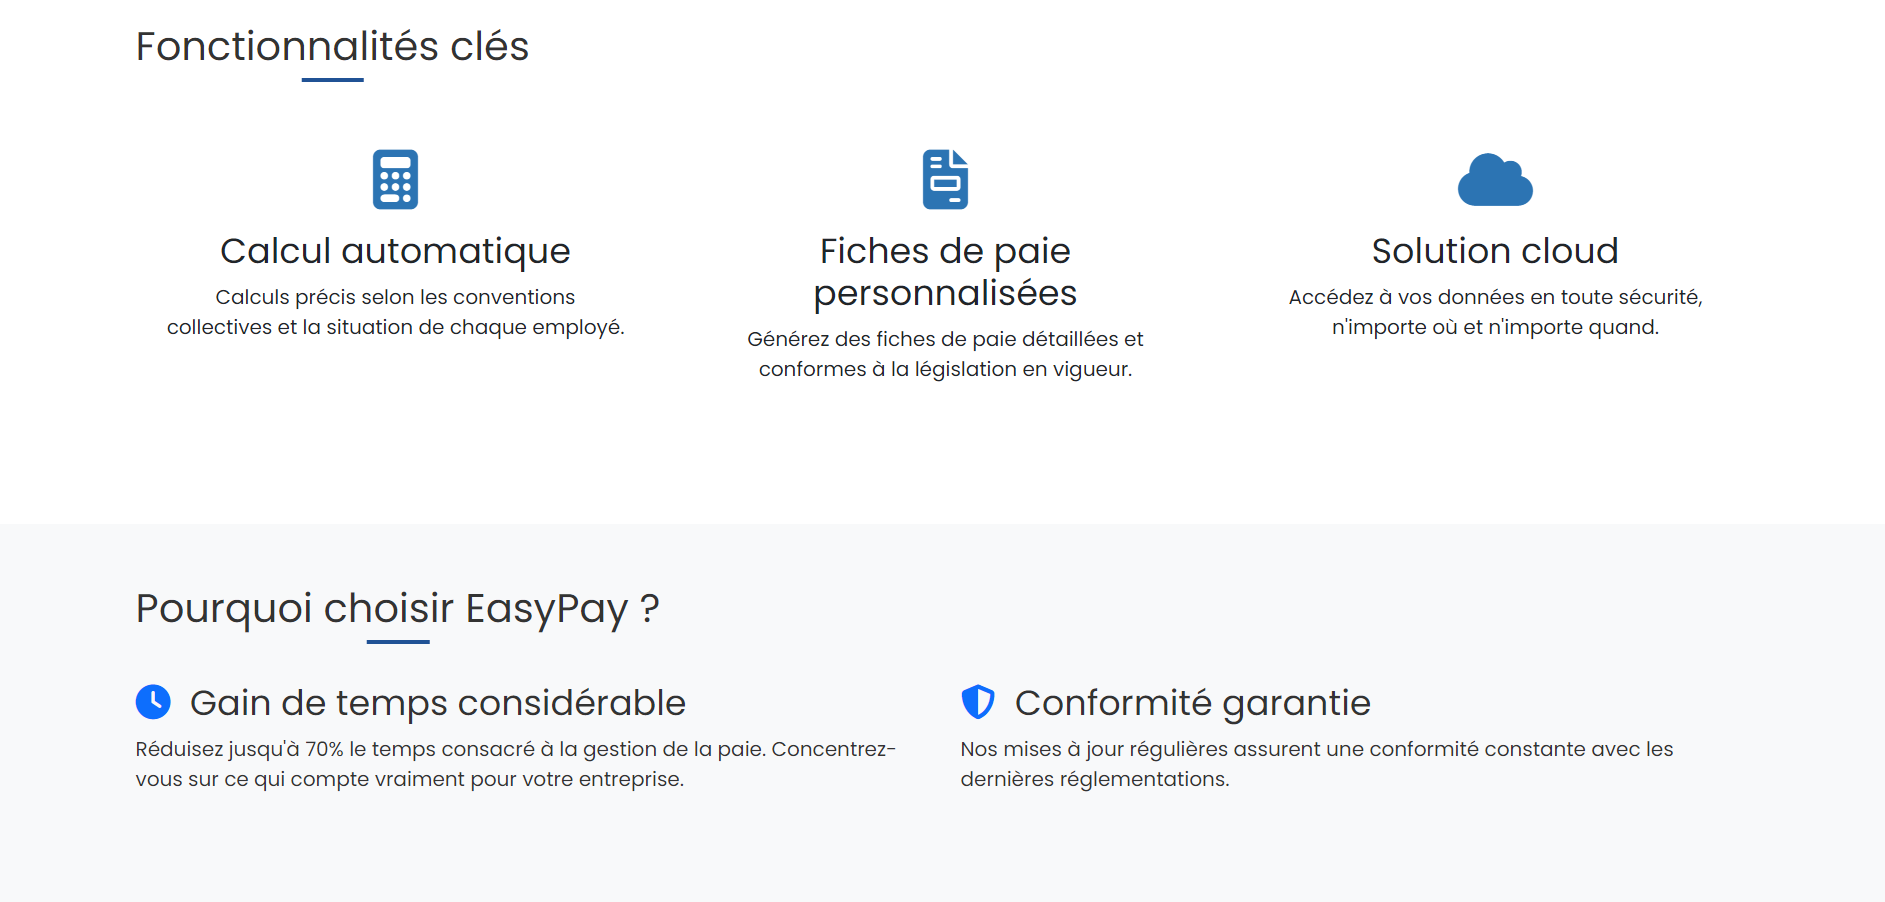 Fonctionnalités clés
Calcul automatique
Calculs précis selon les conventions
collectives et la situation de chaque employé.
Fiches de paie
personnalisées
Générez des fiches de paie détaillées et
conformes à la législation en vigueur.
Solution cloud
Accédez à vos données en toute sécurité,
n'importe où et n'importe quand.
Pourquoi choisir EasyPay ?
Gain de temps considérable
Réduisez jusqu'à 70% le temps consacré à la gestion de la paie. Concentrez-
vous sur ce qui compte vraiment pour votre entreprise.
Conformité garantie
Nos mises à jour régulières assurent une conformité constante avec les
dernières réglementations.